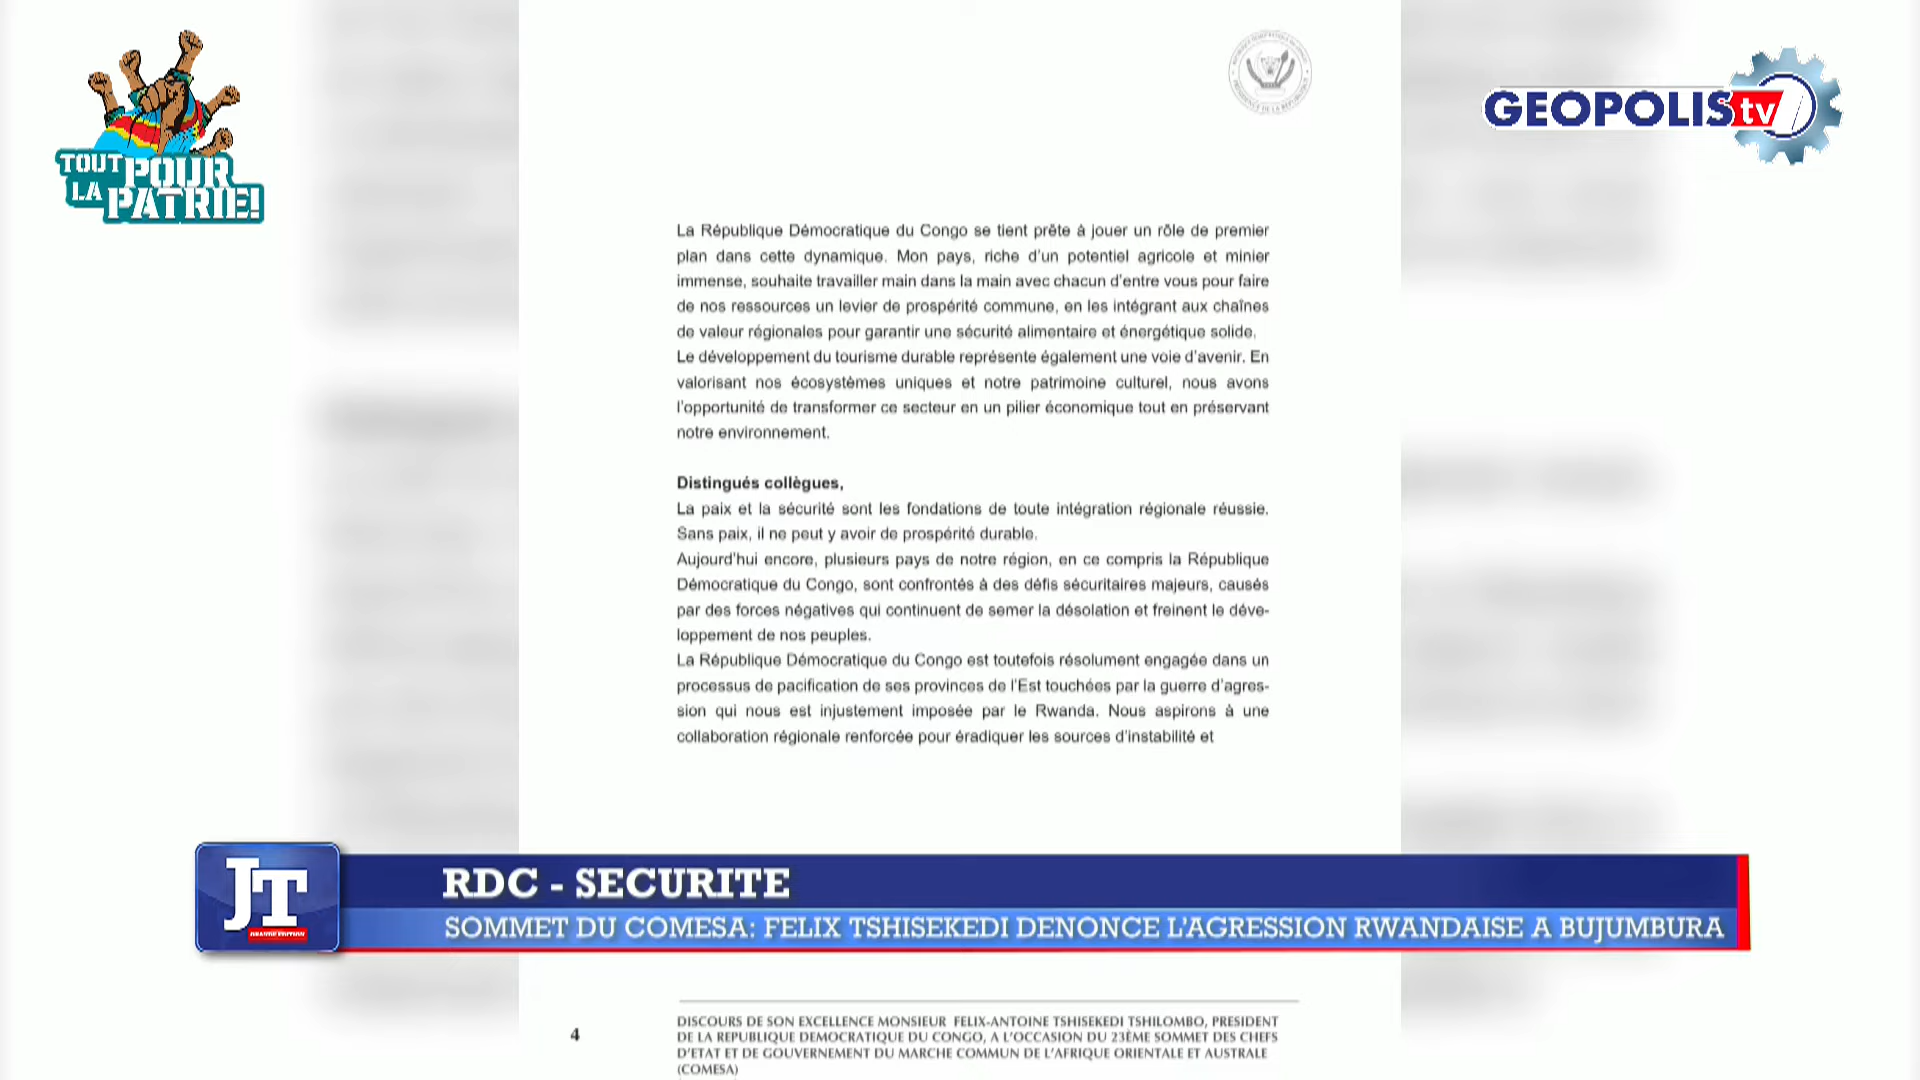 TOUT POUR
LA PATRIE!
GEOPOLIS tv
La République Démocratique du Congo se tient prête à jouer un rôle de premier
plan dans cette dynamique. Mon pays, riche d'un potentiel agricole et minier
immense, souhaite travailler main dans la main avec chacun d'entre vous pour faire
de nos ressources un levier de prospérité commune, en les intégrant aux chaînes
de valeur régionales pour garantir une sécurité alimentaire et énergétique solide.
Le développement du tourisme durable représente également une voie d'avenir. En
valorisant nos écosystèmes uniques et notre patrimoine culturel, nous avons
l'opportunité de transformer ce secteur en un pilier économique tout en préservant
notre environnement.
Distingués collègues,
La paix et la sécurité sont les fondations de toute intégration régionale réussie.
Sans paix, il ne peut y avoir de prospérité durable.
Aujourd'hui encore, plusieurs pays de notre région, en ce compris la République
Démocratique du Congo, sont confrontés à des défis sécuritaires majeurs, causés
par des forces négatives qui continuent de semer la désolation et freinent le déve-
loppement de nos peuples.
La République Démocratique du Congo est toutefois résolument engagée dans un
processus de pacification de ses provinces de l'Est touchées par la guerre d'agres-
sion qui nous est injustement imposée par le Rwanda. Nous aspirons à une
collaboration régionale renforcée pour éradiquer les sources d'instabilité et
JT
RDC - SECURITE
SOMMET DU COMESA: FELIX TSHISEKEDI DENONCE L'AGRESSION RWANDAISE A BUJUMBURA
4
DISCOURS DE SON EXCELLENCE MONSIEUR FELIX-ANTOINE TSHISEKEDI TSHILOMBO, PRESIDENT
DE LA REPUBLIQUE DEMOCRATIQUE DU CONGO, A L'OCCASION DU 23ÈME SOMMET DES CHEFS
D'ETAT ET DE GOUVERNEMENT DU MARCHE COMMUN DE L'AFRIQUE ORIENTALE ET AUSTRALE
(COMESA)